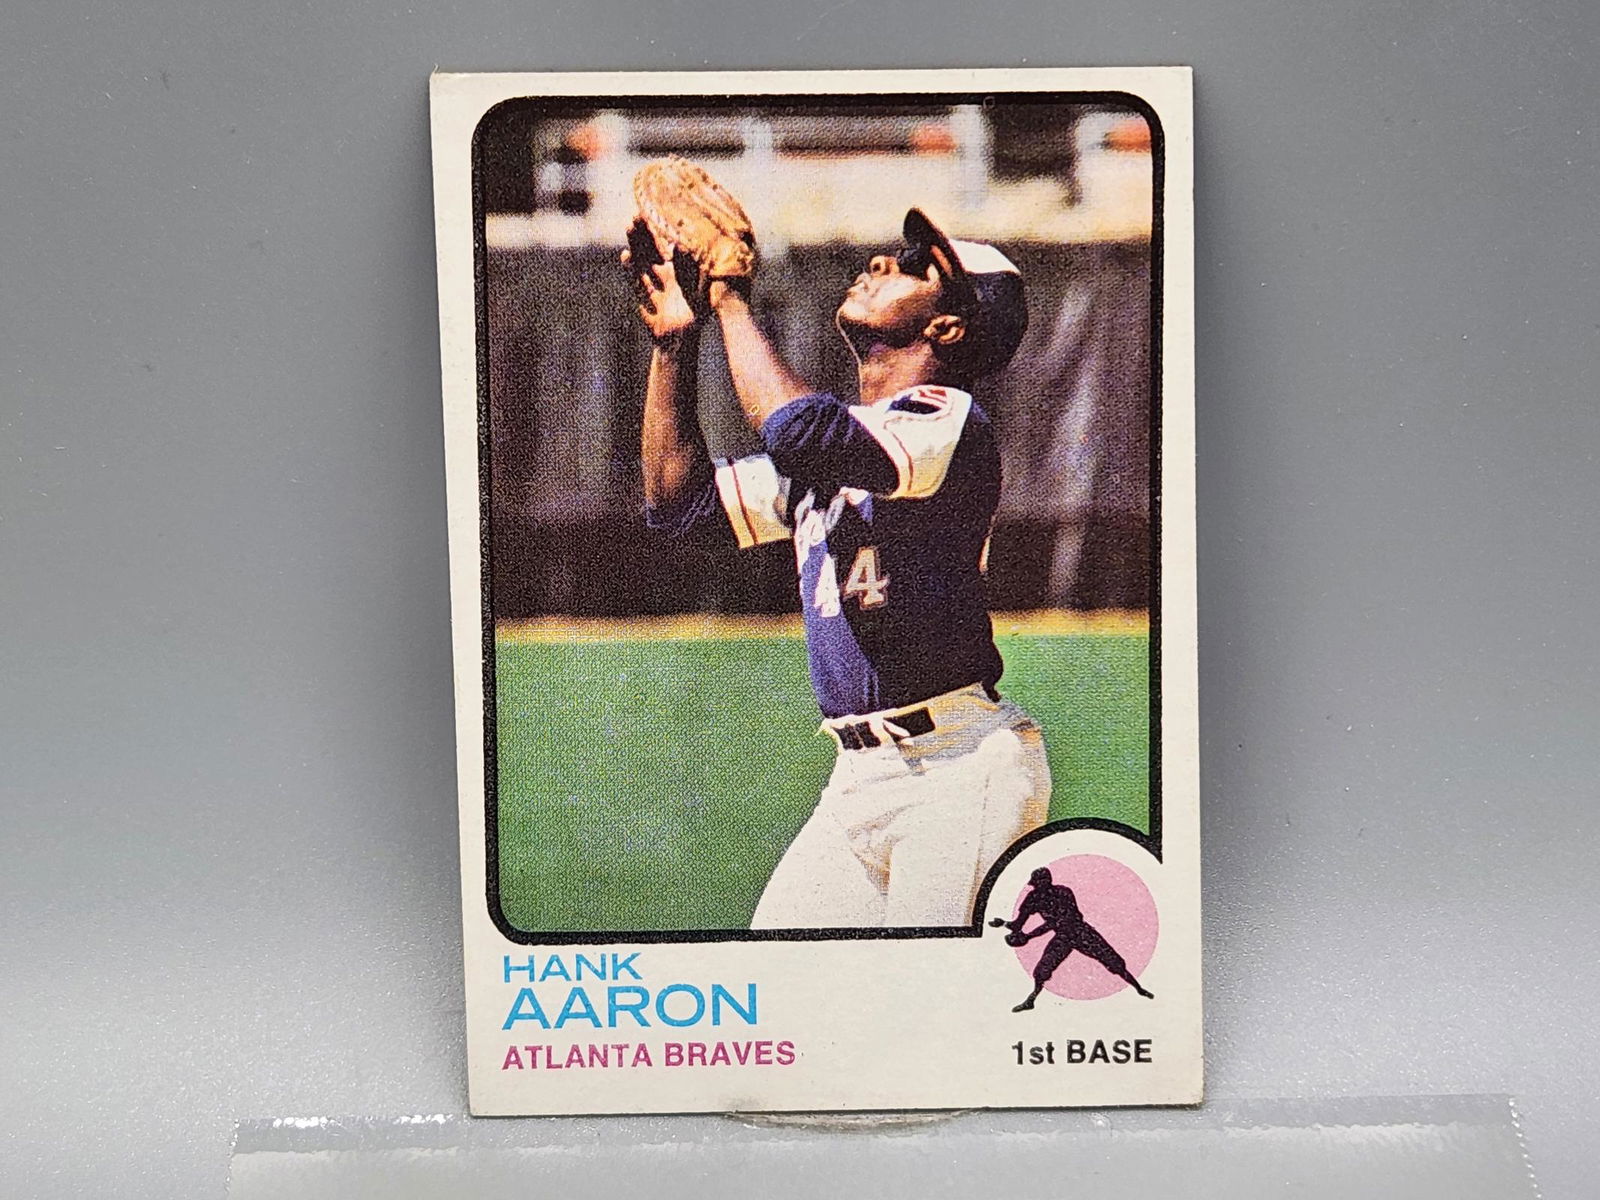 44
HANK
AARON
ATLANTA BRAVES
1st BASE